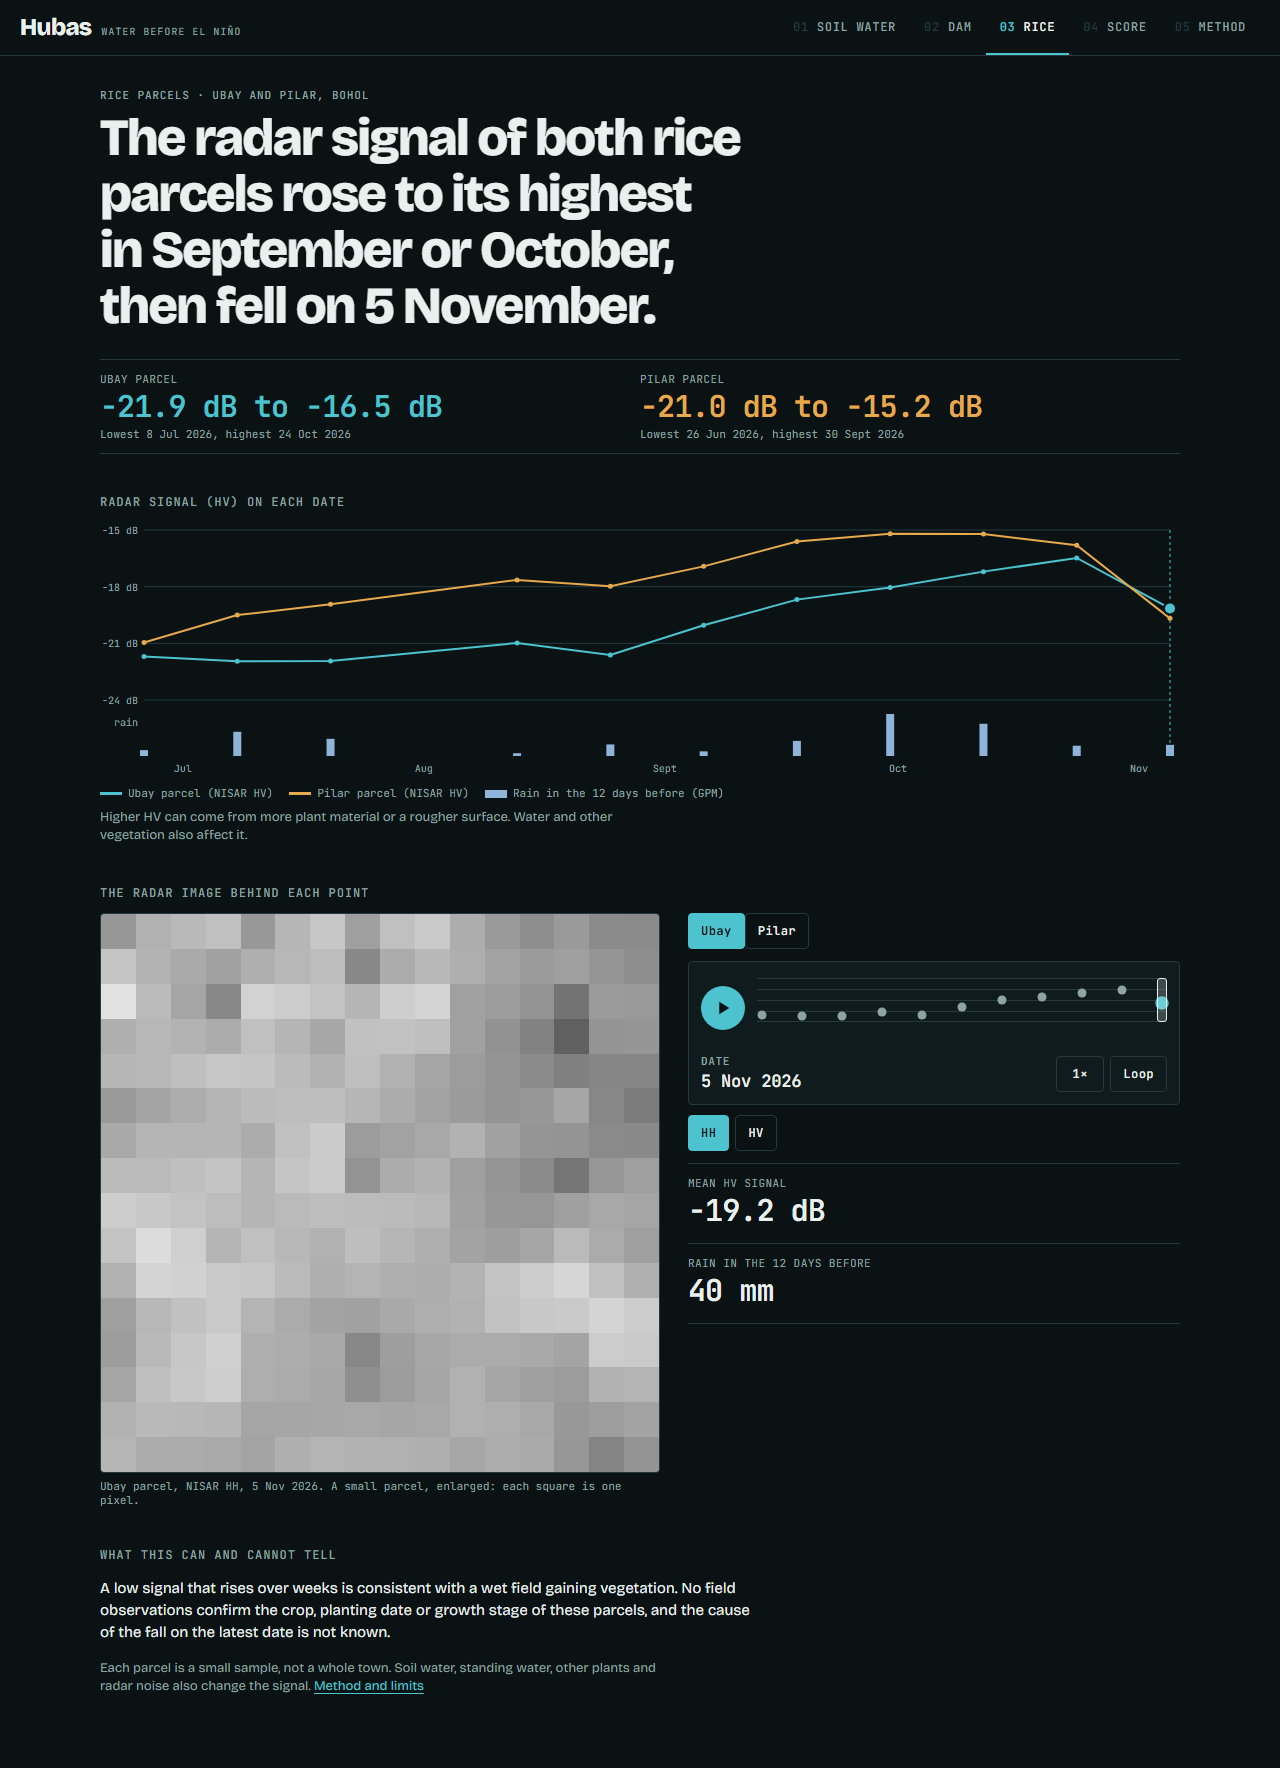 Hubas WATER BEFORE EL NIÑO
01 SOIL WATER 02 DAM 03 RICE 04 SCORE 05 METHOD
RICE PARCELS · UBAY AND PILAR, BOHOL
The radar signal of both rice
parcels rose to its highest
in September or October,
then fell on 5 November.
UBAY PARCEL
-21.9 dB to -16.5 dB
Lowest 8 Jul 2026, highest 24 Oct 2026
PILAR PARCEL
-21.0 dB to -15.2 dB
Lowest 26 Jun 2026, highest 30 Sept 2026
RADAR SIGNAL (HV) ON EACH DATE
-15 dB
-18 dB
-21 dB
-24 dB
rain
Jul Aug Sept Oct Nov
Ubay parcel (NISAR HV) Pilar parcel (NISAR HV) Rain in the 12 days before (GPM)
Higher HV can come from more plant material or a rougher surface. Water and other
vegetation also affect it.
THE RADAR IMAGE BEHIND EACH POINT
Ubay Pilar
DATE
5 Nov 2026
1× Loop
HH HV
MEAN HV SIGNAL
-19.2 dB
RAIN IN THE 12 DAYS BEFORE
40 mm
Ubay parcel, NISAR HH, 5 Nov 2026. A small parcel, enlarged: each square is one
pixel.
WHAT THIS CAN AND CANNOT TELL
A low signal that rises over weeks is consistent with a wet field gaining vegetation. No field
observations confirm the crop, planting date or growth stage of these parcels, and the cause
of the fall on the latest date is not known.
Each parcel is a small sample, not a whole town. Soil water, standing water, other plants and
radar noise also change the signal. Method and limits